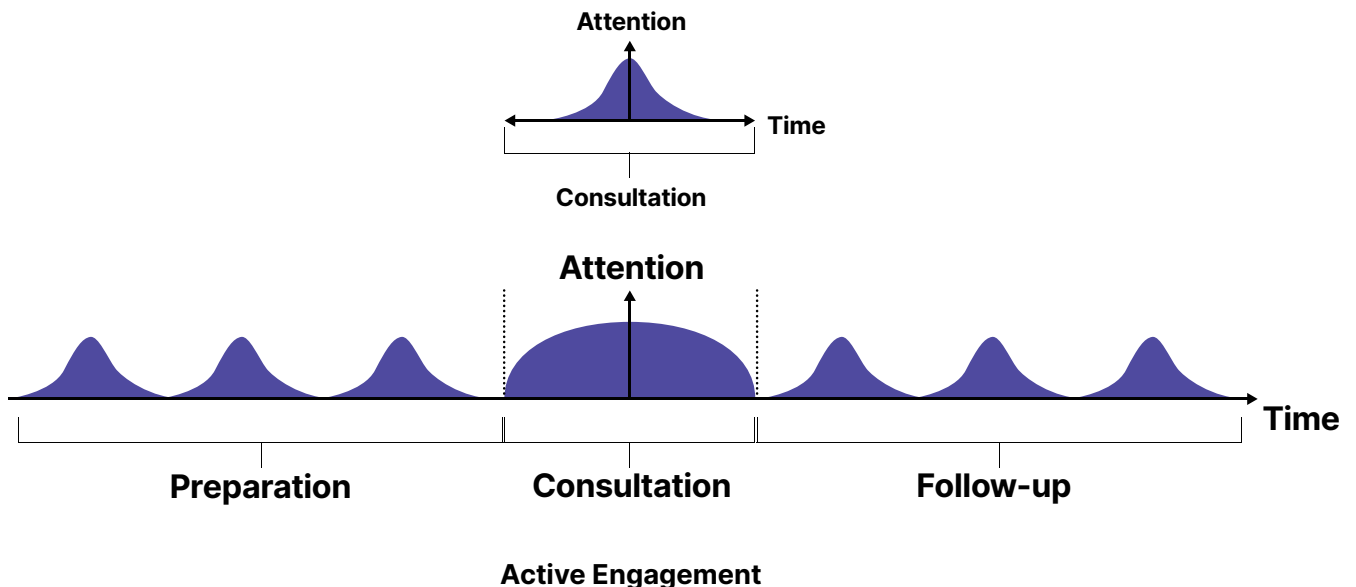 Attention
Time
Consultation
Attention
Time
Preparation
Consultation
Follow-up
Active Engagement